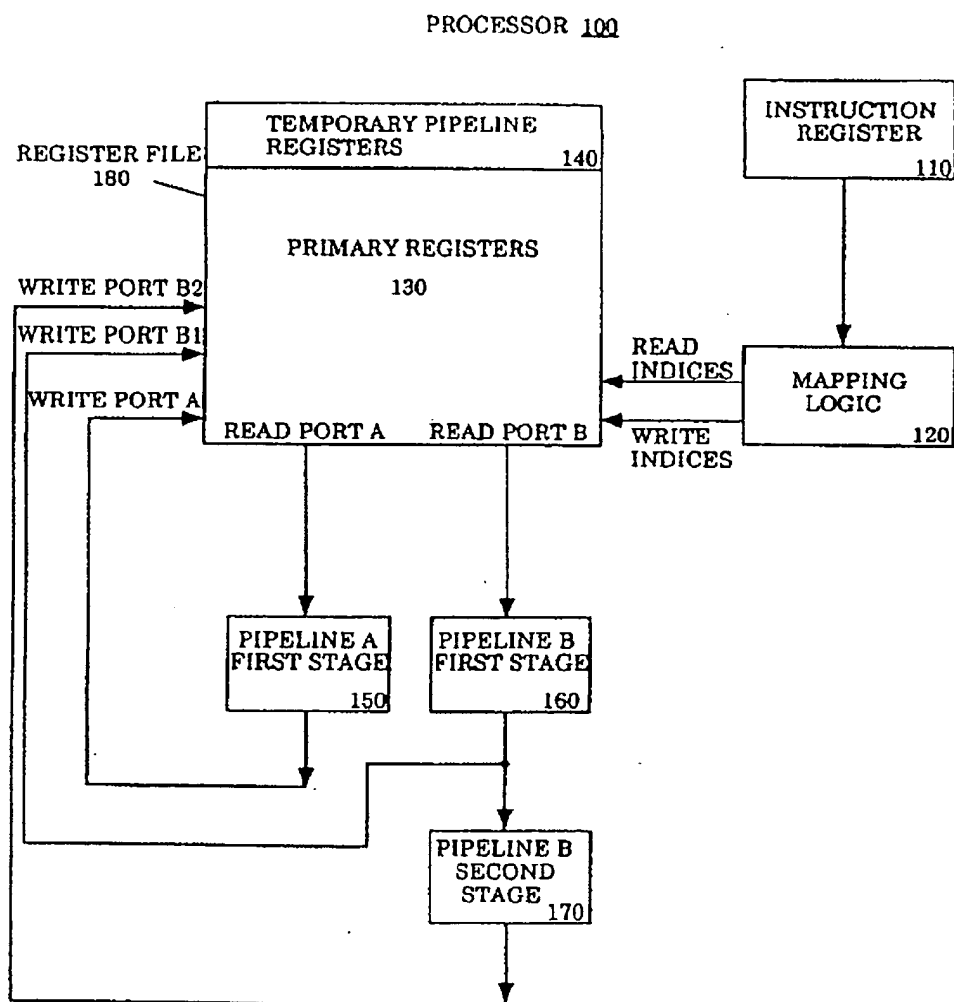 PROCESSOR 100
INSTRUCTION
REGISTER
110
TEMPORARY PIPELINE
REGISTERS
140
REGISTER FILE
180
PRIMARY REGISTERS
130
WRITE PORT B2
WRITE PORT B1
WRITE PORT A
READ
INDICES
MAPPING
LOGIC
120
WRITE
INDICES
READ PORT A
READ PORT B
PIPELINE A
FIRST STAGE
150
PIPELINE B
FIRST STAGE
160
PIPELINE B
SECOND
STAGE
170